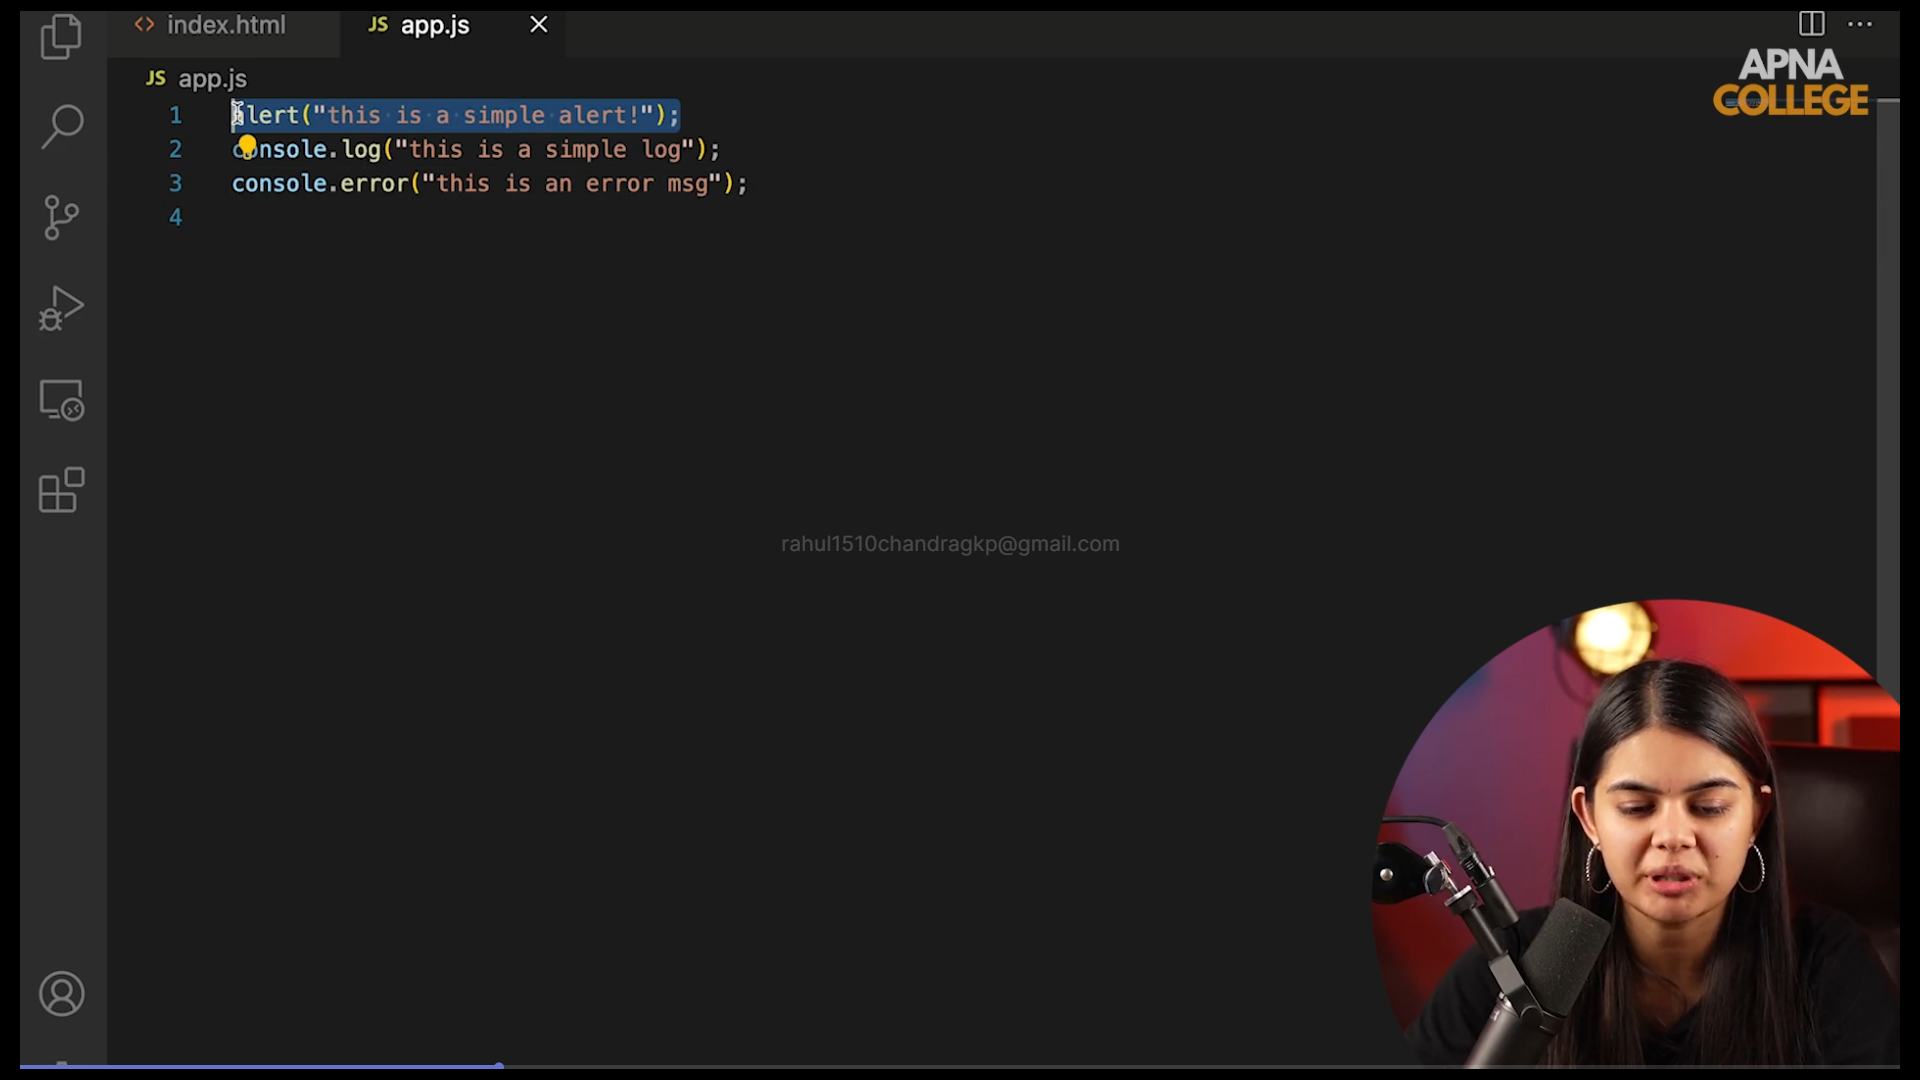 index.html
JS app.js
APNA
COLLEGE
JS app.js
1 alert("this is a simple alert!");
2 console.log("this is a simple log");
3 console.error("this is an error msg");
4
rahul1510chandragkp@gmail.com